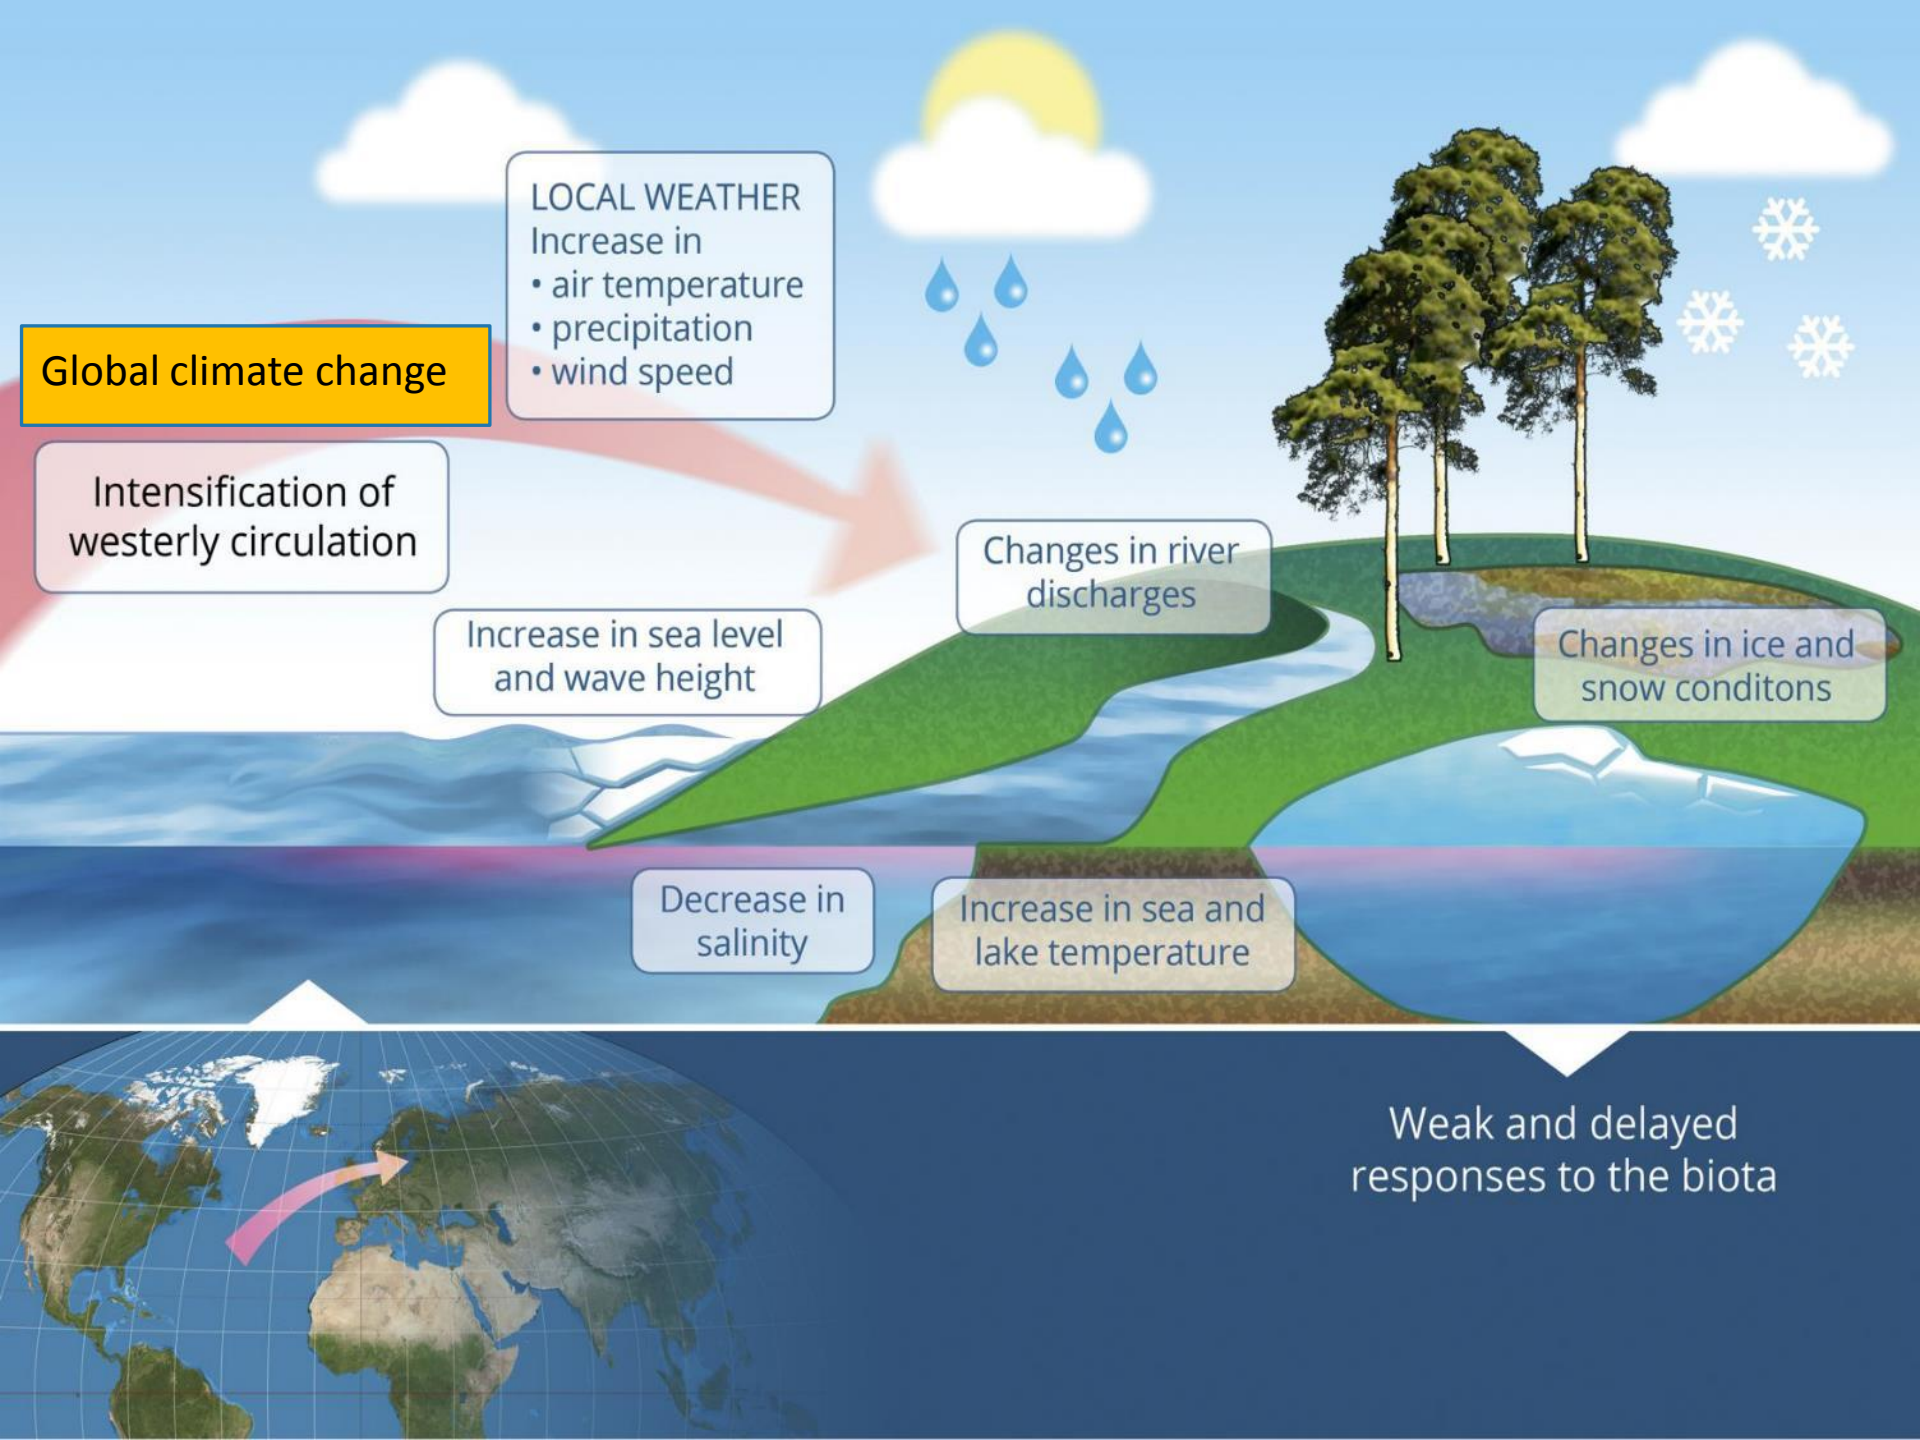 LOCAL WEATHER
Increase in
• air temperature
• precipitation
• wind speed
Global climate change
Intensification of
westerly circulation
Changes in river
discharges
Increase in sea level
and wave height
Changes in ice and
snow conditons
Decrease in
salinity
Increase in sea and
lake temperature
Weak and delayed
responses to the biota